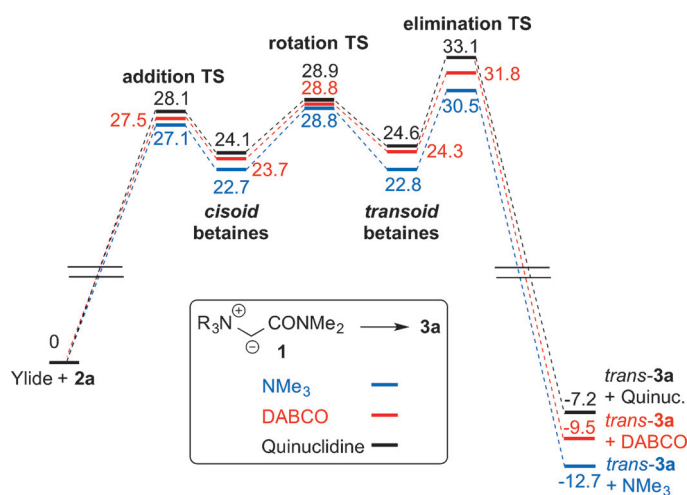 elimination TS
33.1
31.8
30.5
rotation TS
28.9
28.8
28.8
addition TS
28.1
27.5
27.1
24.1
23.7
22.7
24.6
24.3
22.8
cisoid
betaines
transoid
betaines
0
Ylide + 2a
R₃N⊕
CONMe₂
⊖
1
3a
NMe₃
DABCO
Quinuclidine
trans-3a
+ Quinuc.
-7.2
trans-3a
+ DABCO
-9.5
trans-3a
+ NMe₃
-12.7